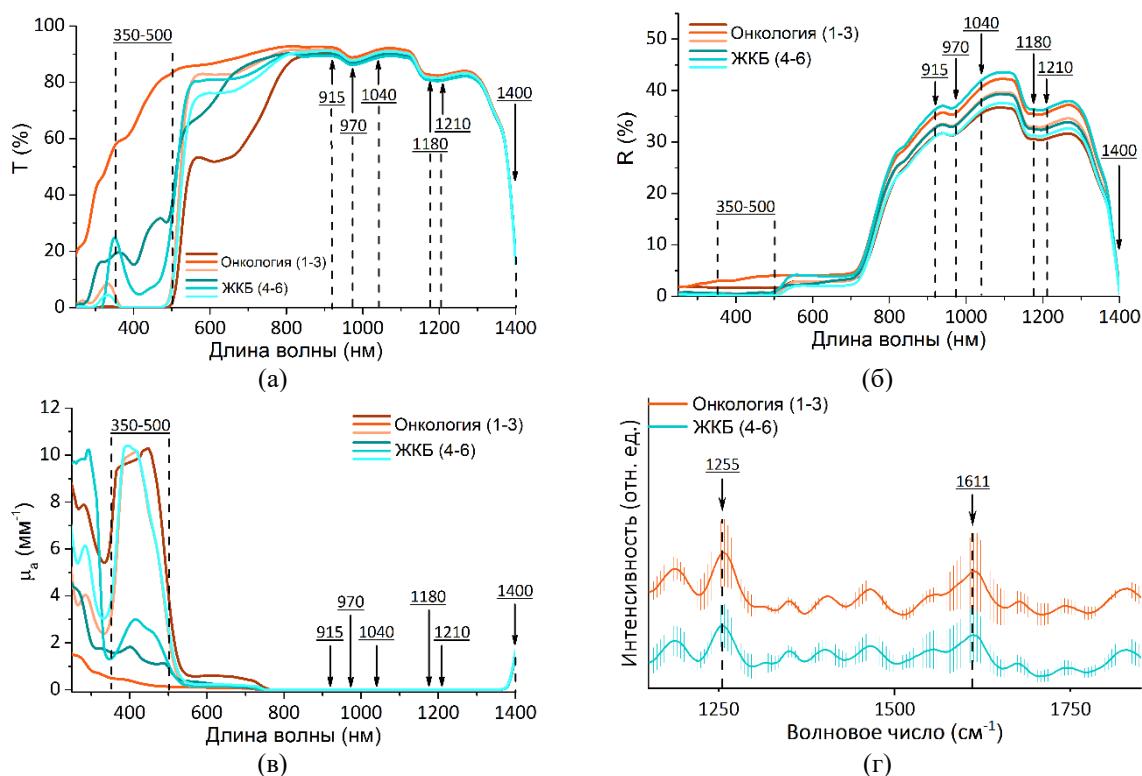 T (%)
100
80
60
40
20
0
350-500
915
970
1040
1180
1210
1400
Онкология (1-3)
ЖКБ (4-6)
400 600 800 1000 1200 1400
Длина волны (нм)
(а)
R (%)
50
40
30
20
10
0
350-500
Онкология (1-3)
ЖКБ (4-6)
915
970
1040
1180
1210
1400
400 600 800 1000 1200 1400
Длина волны (нм)
(б)
μa (мм-1)
12
10
8
6
4
2
0
350-500
Онкология (1-3)
ЖКБ (4-6)
915
970
1040
1180
1210
1400
400 600 800 1000 1200 1400
Длина волны (нм)
(в)
Интенсивность (отн. ед.)
Онкология (1-3)
ЖКБ (4-6)
1255
1611
1250 1500 1750
Волновое число (см-1)
(г)